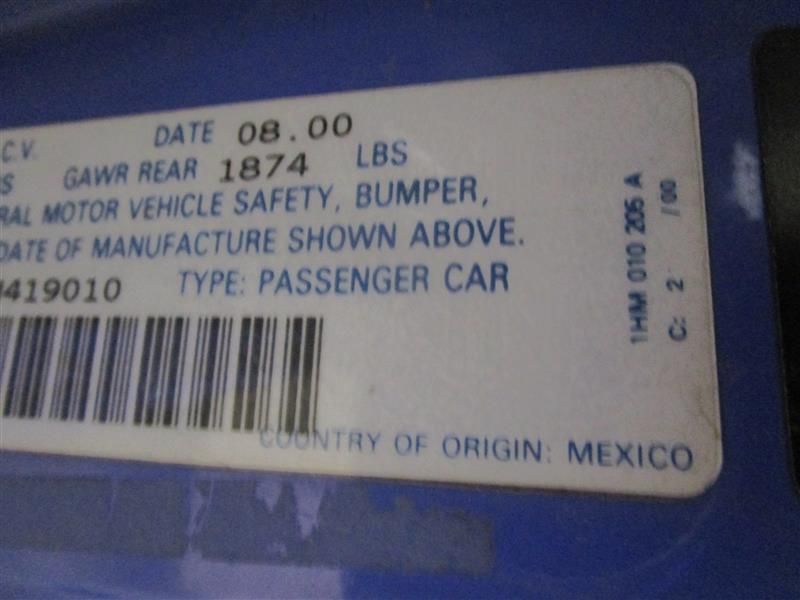 C.V. DATE 08.00
S GAWR REAR 1874 LBS
RAL MOTOR VEHICLE SAFETY, BUMPER,
DATE OF MANUFACTURE SHOWN ABOVE.
419010 TYPE: PASSENGER CAR
COUNTRY OF ORIGIN: MEXICO
1HM 010 205 A
C: 2 /00